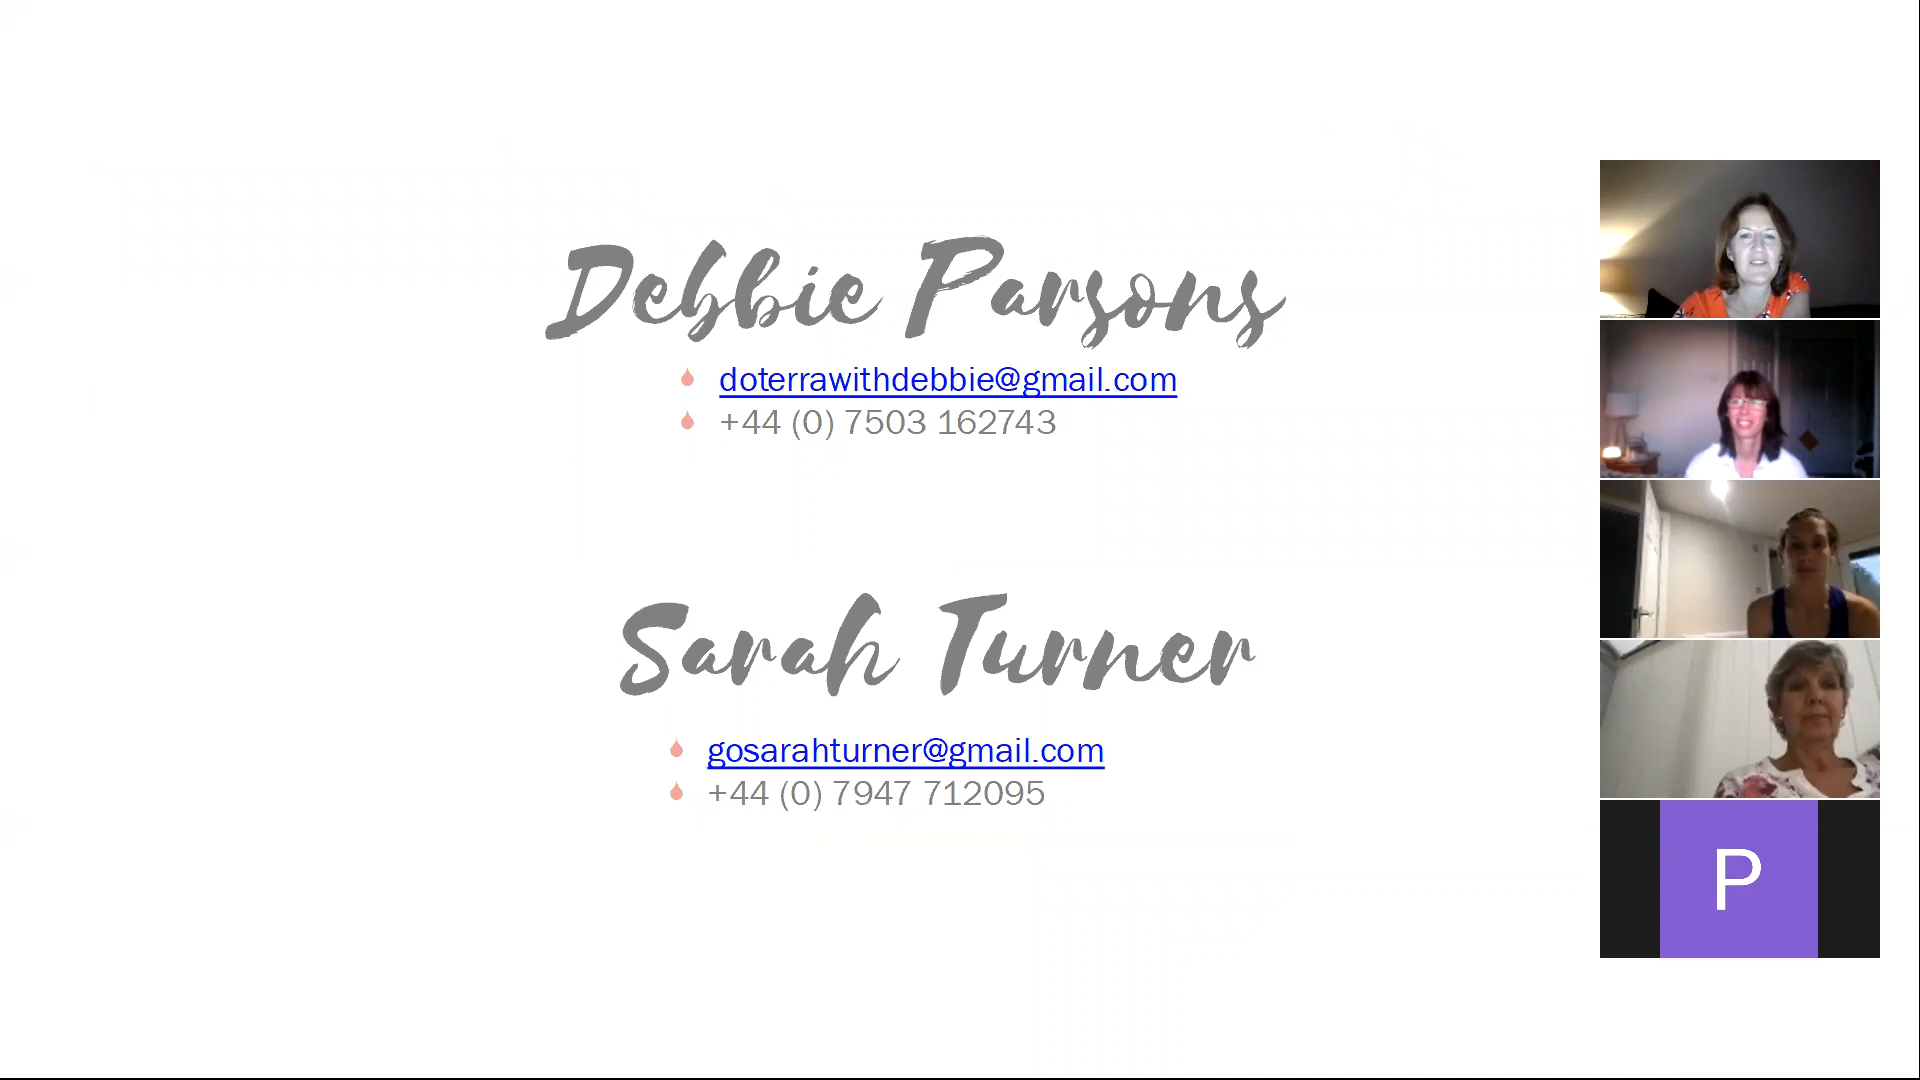 Debbie Parsons
doterrawithdebbie@gmail.com
+44 (0) 7503 162743
Sarah Turner
gosarahturner@gmail.com
+44 (0) 7947 712095
P